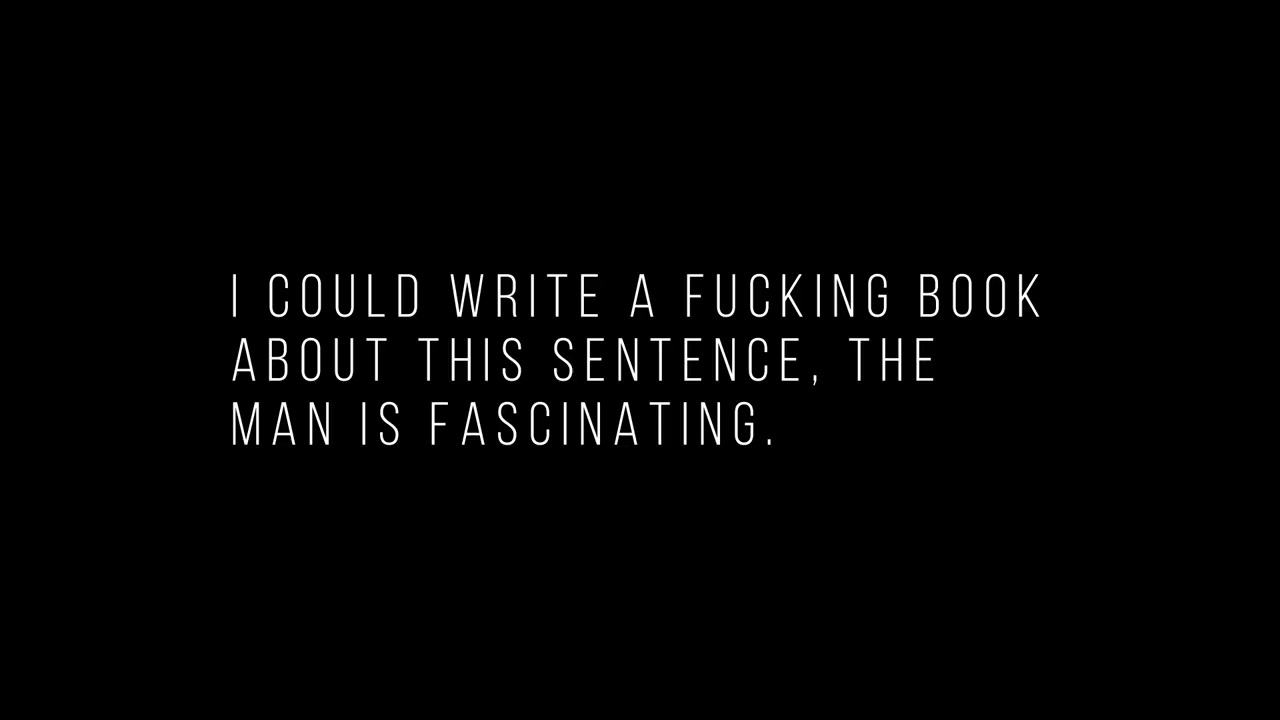 I COULD WRITE A FUCKING BOOK
ABOUT THIS SENTENCE, THE
MAN IS FASCINATING.